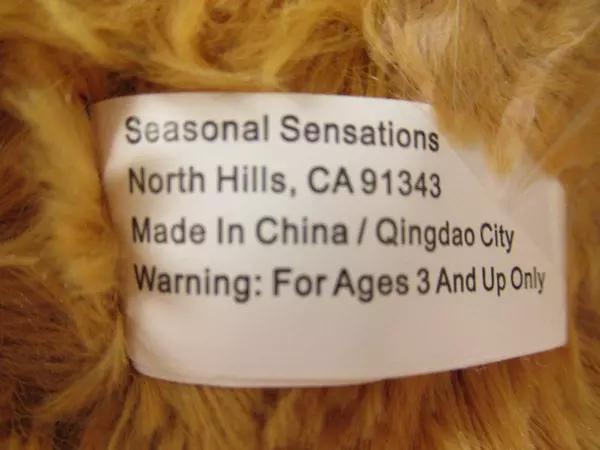 Seasonal Sensations
North Hills, CA 91343
Made In China / Qingdao City
Warning: For Ages 3 And Up Only